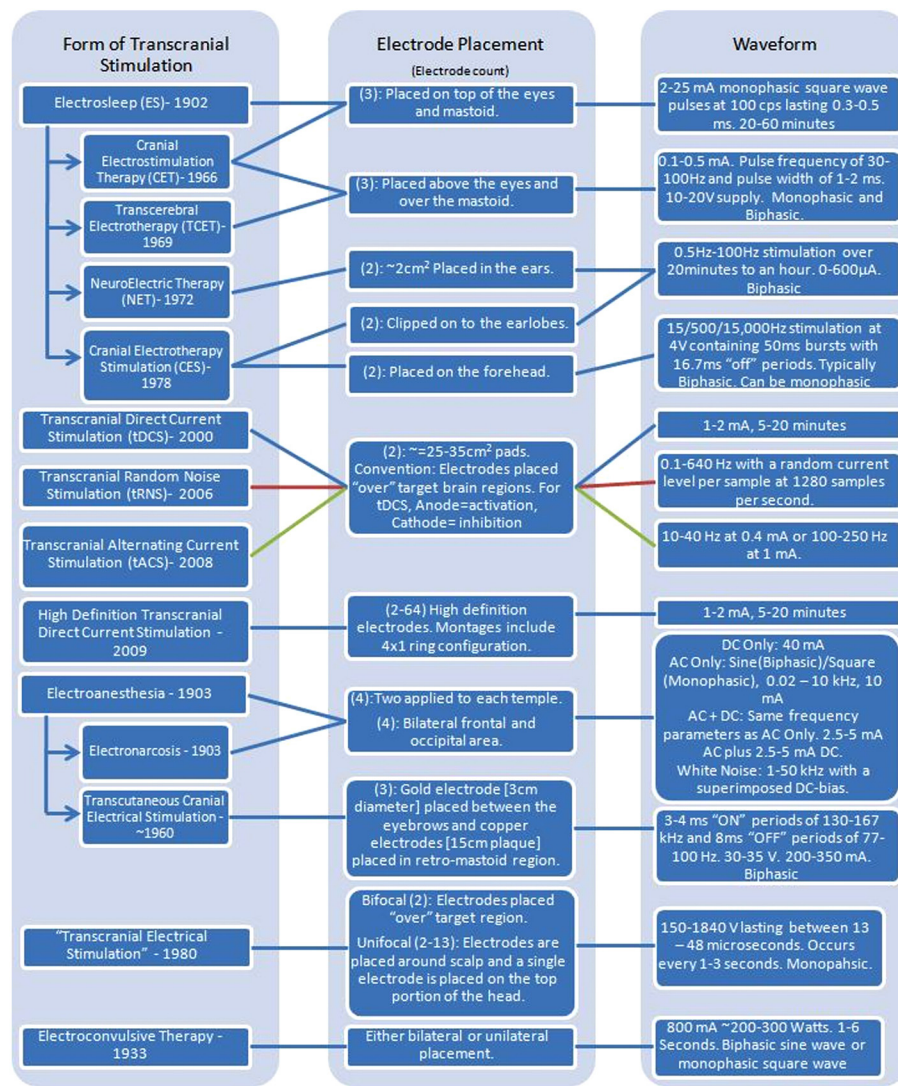 Form of Transcranial
Stimulation
Electrosleep (ES)- 1902
Cranial
Electrostimulation
Therapy (CET)-
1966
Transcerebral
Electrotherapy (TCET)-
1969
NeuroElectric Therapy
(NET)- 1972
Cranial Electrotherapy
Stimulation (CES)-
1978
Transcranial Direct Current
Stimulation (tDCS)- 2000
Transcranial Random Noise
Stimulation (tRNS)- 2006
Transcranial Alternating Current
Stimulation (tACS)- 2008
High Definition Transcranial
Direct Current Stimulation -
2009
Electroanesthesia - 1903
Electronarcosis - 1903
Transcutaneous Cranial
Electrical Stimulation-
~1960
"Transcranial Electrical
Stimulation" - 1980
Electroconvulsive Therapy -
1933
Electrode Placement
(Electrode count)
(3): Placed on top of the eyes
and mastoid.
(3): Placed above the eyes and
over the mastoid.
(2): ~2cm² Placed in the ears.
(2): Clipped on to the earlobes.
(2): Placed on the forehead.
(2): ~=25-35cm² pads.
Convention: Electrodes placed
"over" target brain regions. For
tDCS, Anode=activation,
Cathode= inhibition
(2-64) High definition
electrodes. Montages include
4x1 ring configuration.
(4):Two applied to each temple.
(4): Bilateral frontal and
occipital area.
(3): Gold electrode [3cm
diameter] placed between the
eyebrows and copper
electrodes [15cm plaque]
placed in retro-mastoid region.
Bifocal (2): Electrodes placed
"over" target region.
Unifocal (2-13): Electrodes are
placed around scalp and a single
electrode is placed on the top
portion of the head.
Either bilateral or unilateral
placement.
Waveform
2-25 mA monophasic square wave
pulses at 100 cps lasting 0.3-0.5
ms. 20-60 minutes
0.1-0.5 mA. Pulse frequency of 30-
100Hz and pulse width of 1-2 ms.
10-20V supply. Monophasic and
Biphasic.
0.5Hz-100Hz stimulation over
20minutes to an hour. 0-600µA.
Biphasic
15/500/15,000Hz stimulation at
4V containing 50ms bursts with
16.7ms "off" periods. Typically
Biphasic. Can be monophasic
1-2 mA, 5-20 minutes
0.1-640 Hz with a random current
level per sample at 1280 samples
per second.
10-40 Hz at 0.4 mA or 100-250 Hz
at 1 mA.
1-2 mA, 5-20 minutes
DC Only: 40 mA
AC Only: Sine(Biphasic)/Square
(Monophasic), 0.02 – 10 kHz, 10
mA
AC + DC: Same frequency
parameters as AC Only. 2.5-5 mA
AC plus 2.5-5 mA DC.
White Noise: 1-50 kHz with a
superimposed DC-bias.
3-4 ms "ON" periods of 130-167
kHz and 8ms "OFF" periods of 77-
100 Hz. 30-35 V. 200-350 mA.
Biphasic
150-1840 V lasting between 13
– 48 microseconds. Occurs
every 1-3 seconds. Monopahsic.
800 mA ~200-300 Watts. 1-6
Seconds. Biphasic sine wave or
monophasic square wave